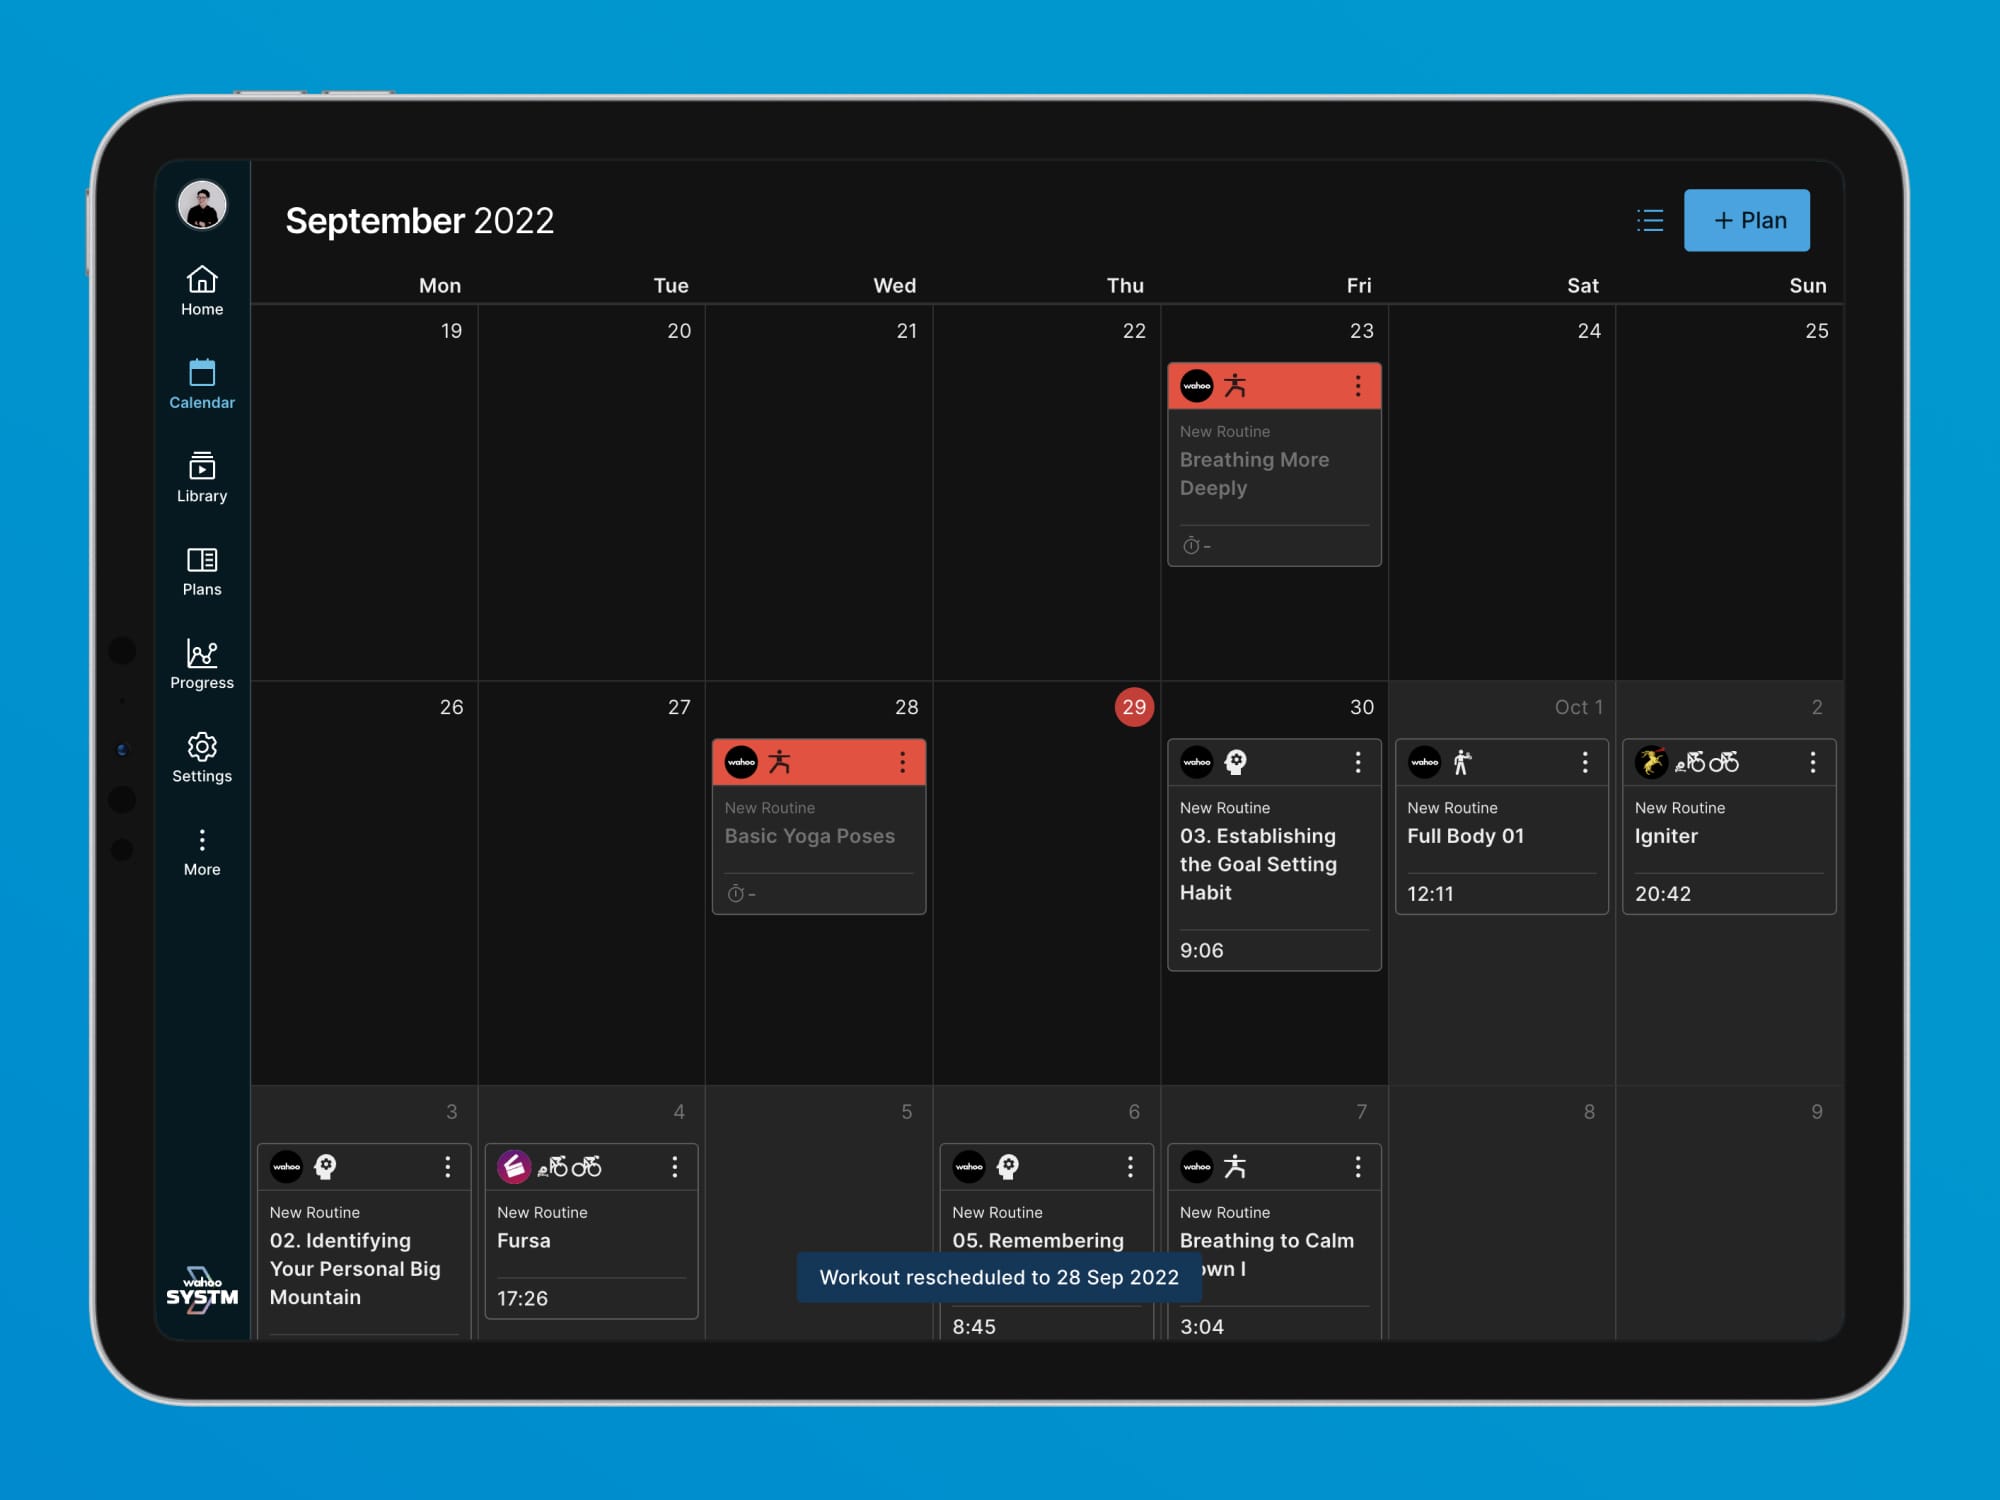 September 2022
+ Plan
Mon Tue Wed Thu Fri Sat Sun
Home
Calendar
Library
Plans
Progress
Settings
More
wahoo
SYSTM
19 20 21 22 23 24 25
wahoo
New Routine
Breathing More
Deeply
-
26 27 28 29 30 Oct 1 2
wahoo
New Routine
Basic Yoga Poses
-
wahoo
New Routine
03. Establishing
the Goal Setting
Habit
9:06
wahoo
New Routine
Full Body 01
12:11
New Routine
Igniter
20:42
3 4 5 6 7 8 9
wahoo
New Routine
02. Identifying
Your Personal Big
Mountain
New Routine
Fursa
17:26
wahoo
New Routine
05. Remembering
8:45
wahoo
New Routine
Breathing to Calm
own I
3:04
Workout rescheduled to 28 Sep 2022